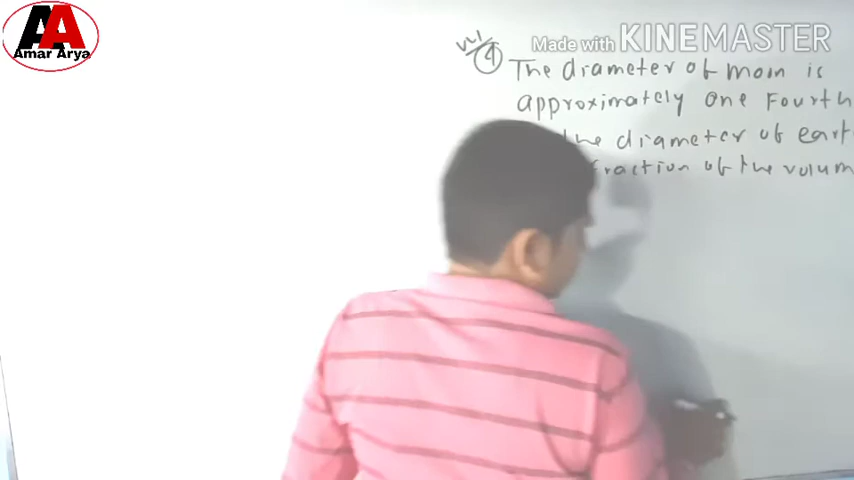 AA
Amar Arya
Made with KINEMASTER
4 The diameter of moon is
approximately one Fourth
the diameter of eart
fraction of the volum